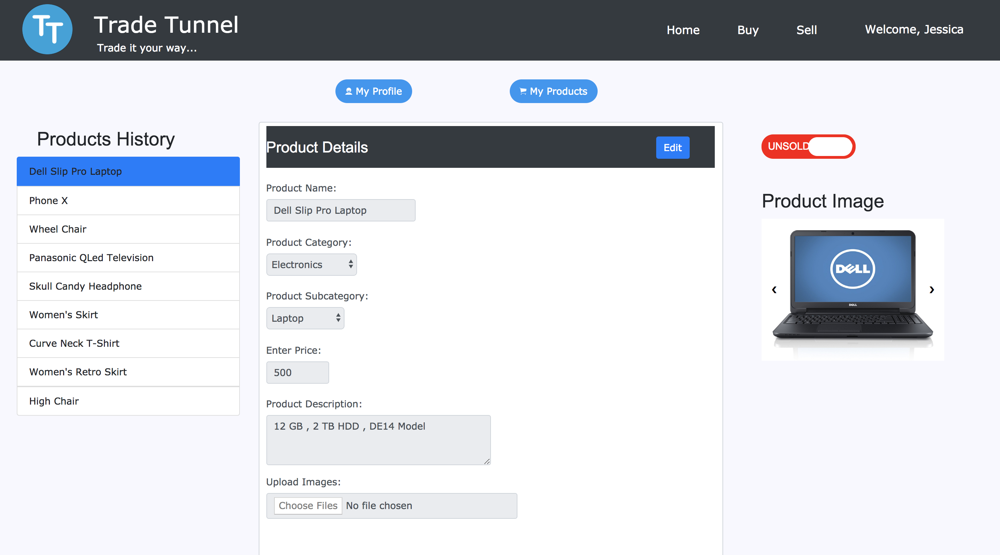 TT
Trade Tunnel
Trade it your way...
Home Buy Sell Welcome, Jessica
My Profile My Products
Products History
Dell Slip Pro Laptop
Phone X
Wheel Chair
Panasonic QLed Television
Skull Candy Headphone
Women's Skirt
Curve Neck T-Shirt
Women's Retro Skirt
High Chair
Product Details Edit
Product Name:
Dell Slip Pro Laptop
Product Category:
Electronics
Product Subcategory:
Laptop
Enter Price:
500
Product Description:
12 GB , 2 TB HDD , DE14 Model
Upload Images:
Choose Files No file chosen
UNSOLD
Product Image
DELL
DELL